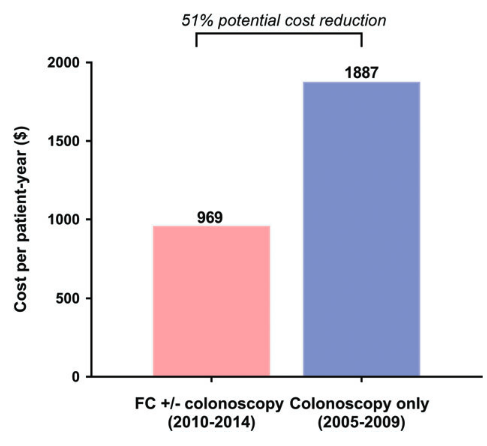 51% potential cost reduction
Cost per patient-year ($)
2000
1500
1000
500
0
969
1887
FC +/- colonoscopy
(2010-2014)
Colonoscopy only
(2005-2009)